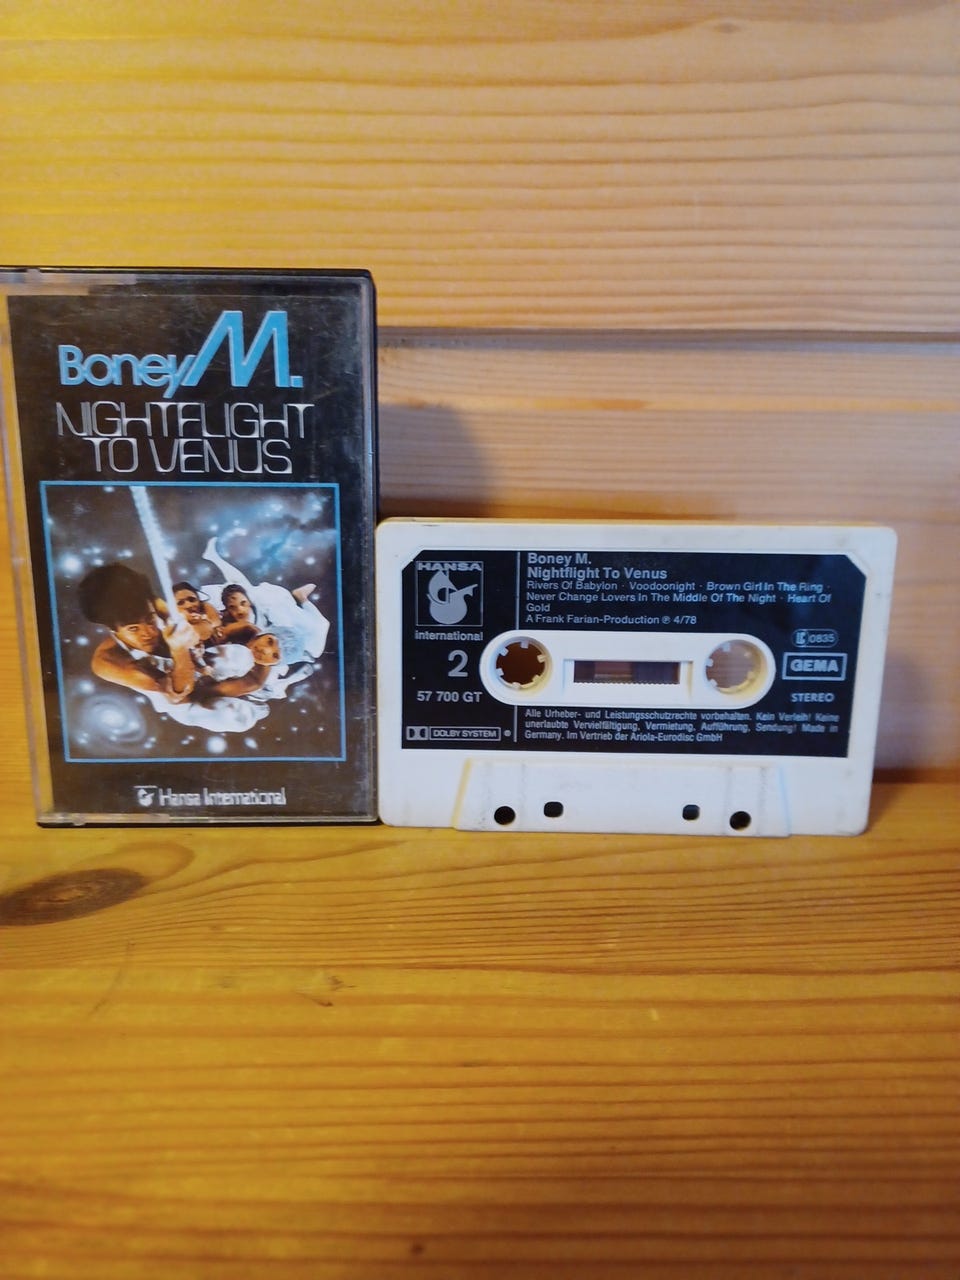 Boney M.
NIGHTFLIGHT
TO VENUS
Hansa International
HANSA
international
2
57 700 GT
DOLBY SYSTEM ®
Boney M.
Nightflight To Venus
Rivers Of Babylon · Voodoonight · Brown Girl In The Ring ·
Never Change Lovers In The Middle Of The Night · Heart Of
Gold
A Frank Farian-Production ℗ 4/78
LC 0835
GEMA
STEREO
Alle Urheber- und Leistungsschutzrechte vorbehalten. Kein Verleih! Keine
unerlaubte Vervielfältigung, Vermietung, Aufführung, Sendung! Made in
Germany. Im Vertrieb der Ariola-Eurodisc GmbH